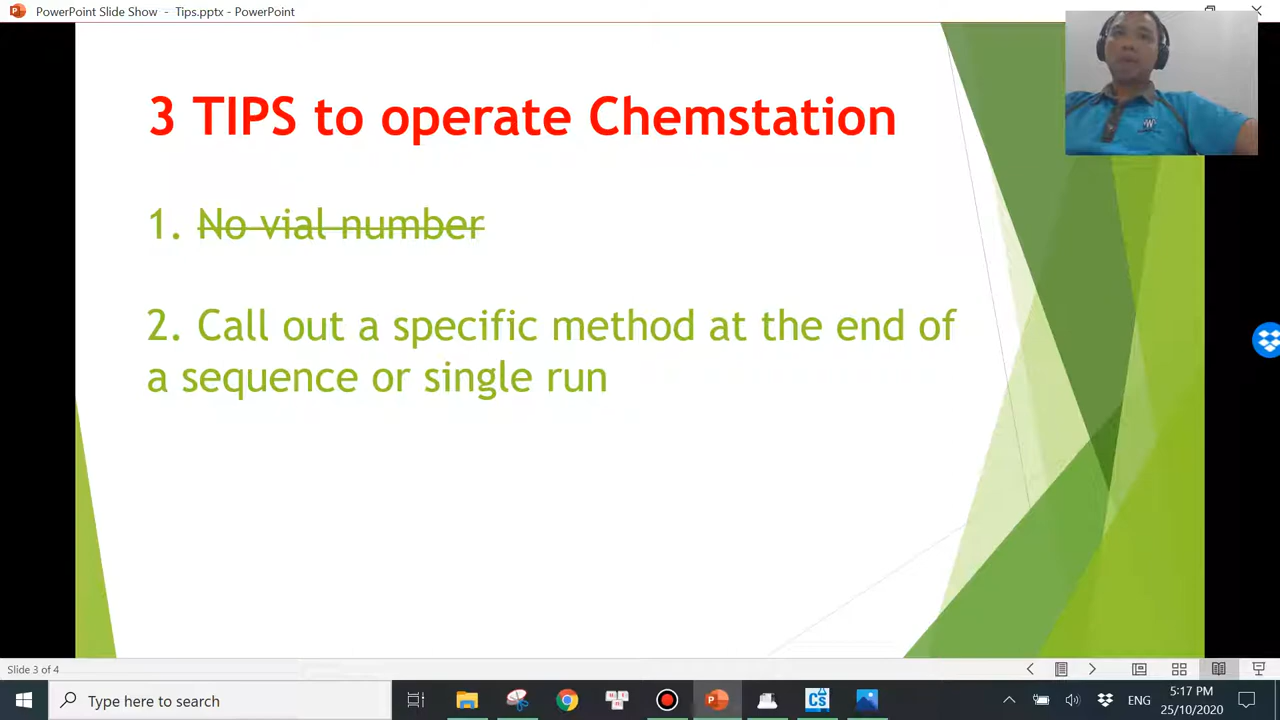 PowerPoint Slide Show - Tips.pptx - PowerPoint
3 TIPS to operate Chemstation
1. No vial number
2. Call out a specific method at the end of
a sequence or single run
Slide 3 of 4
Type here to search
ENG
5:17 PM
25/10/2020